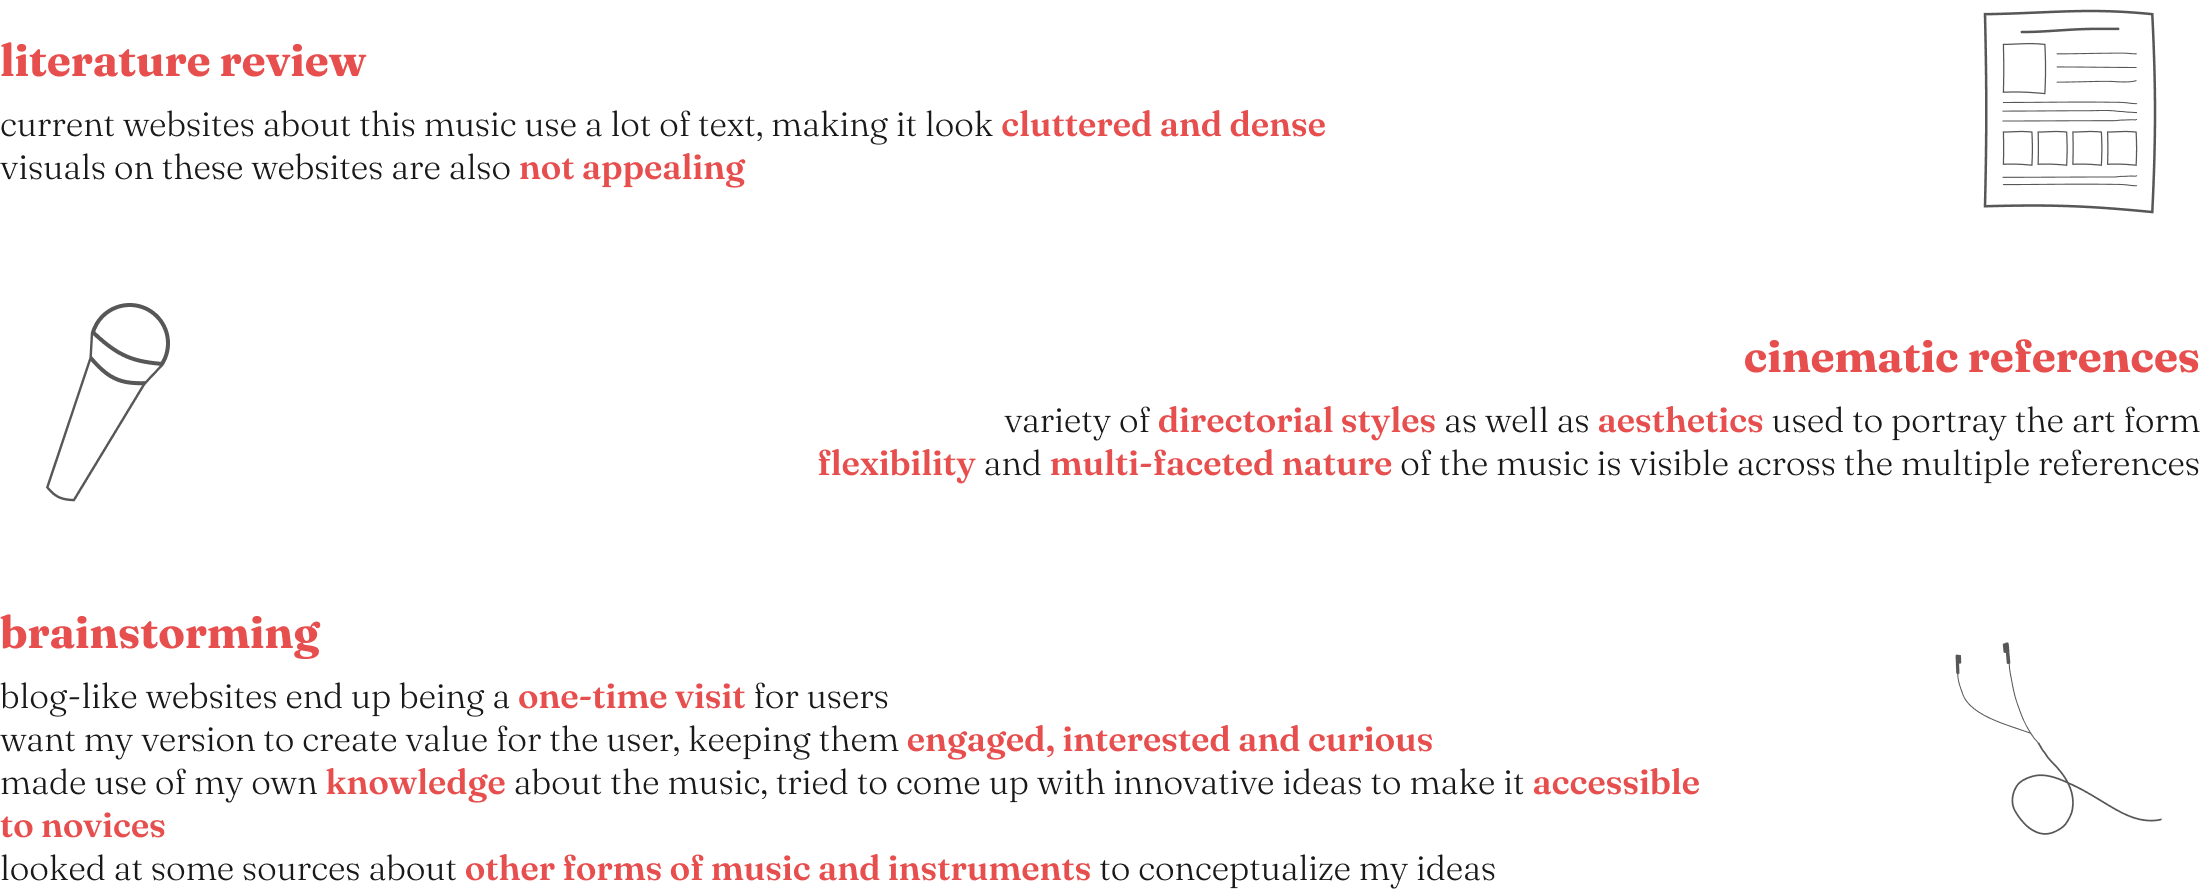 literature review
current websites about this music use a lot of text, making it look cluttered and dense
visuals on these websites are also not appealing
cinematic references
variety of directorial styles as well as aesthetics used to portray the art form
flexibility and multi-faceted nature of the music is visible across the multiple references
brainstorming
blog-like websites end up being a one-time visit for users
want my version to create value for the user, keeping them engaged, interested and curious
made use of my own knowledge about the music, tried to come up with innovative ideas to make it accessible
to novices
looked at some sources about other forms of music and instruments to conceptualize my ideas